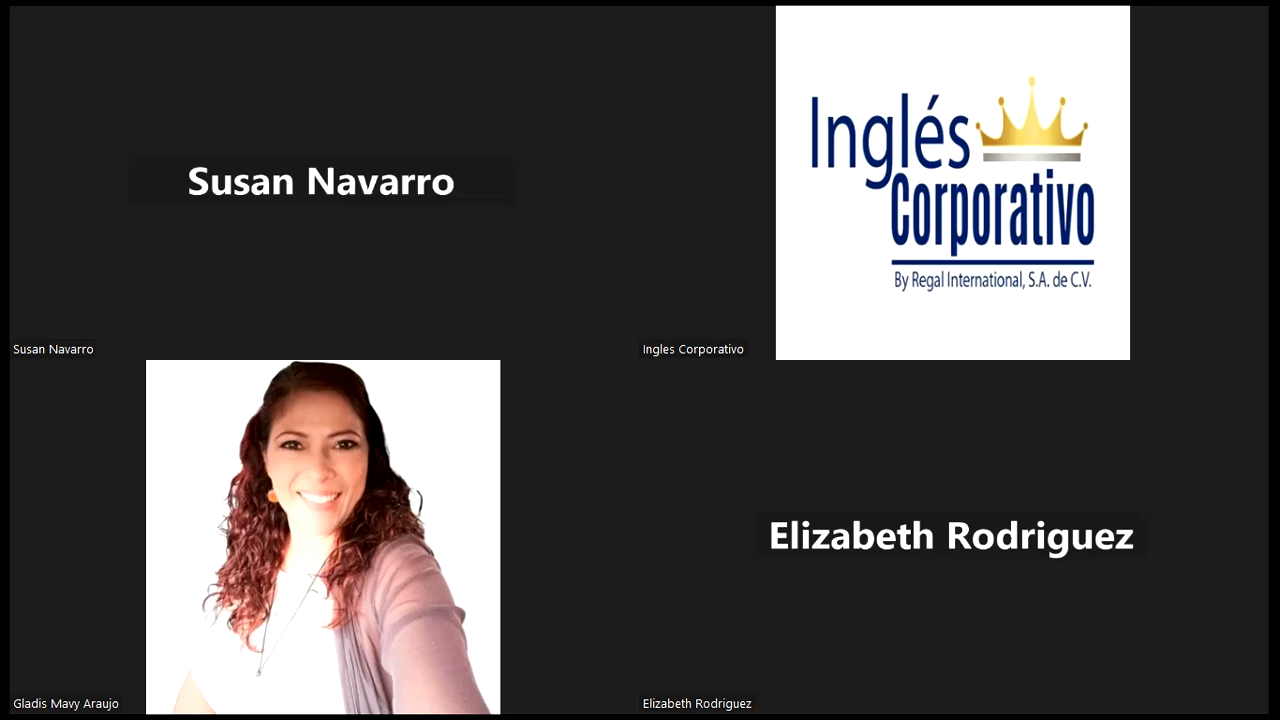 Susan Navarro
Inglés
Corporativo
By Regal International, S.A. de C.V.
Susan Navarro
Ingles Corporativo
Elizabeth Rodriguez
Gladis Mavy Araujo
Elizabeth Rodriguez